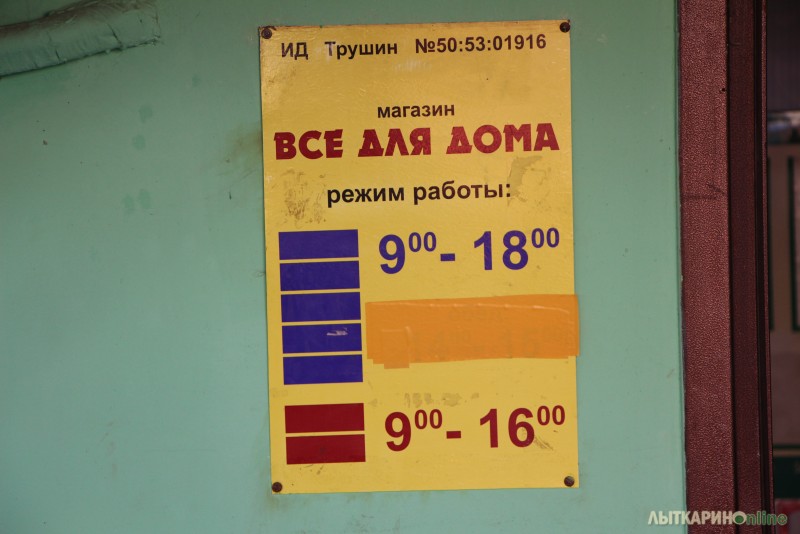 ИД Трушин №50:53:01916
магазин
ВСЕ ДЛЯ ДОМА
режим работы:
9⁰⁰ - 18⁰⁰
9⁰⁰ - 16⁰⁰
ЛЫТКАРИНОonline